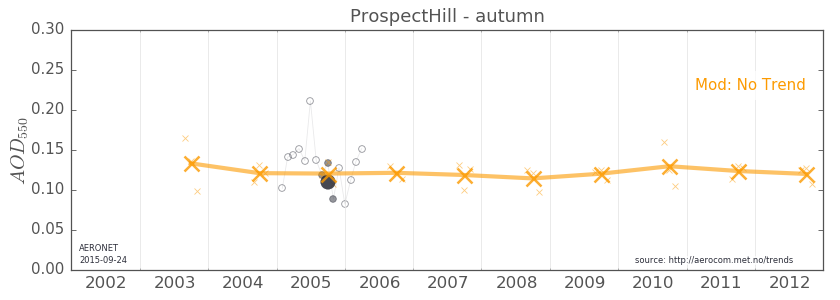 ProspectHill - autumn
0.30
0.25
0.20
0.15
0.10
0.05
0.00
AOD550
Mod: No Trend
AERONET
2015-09-24
source: http://aerocom.met.no/trends
2002 2003 2004 2005 2006 2007 2008 2009 2010 2011 2012